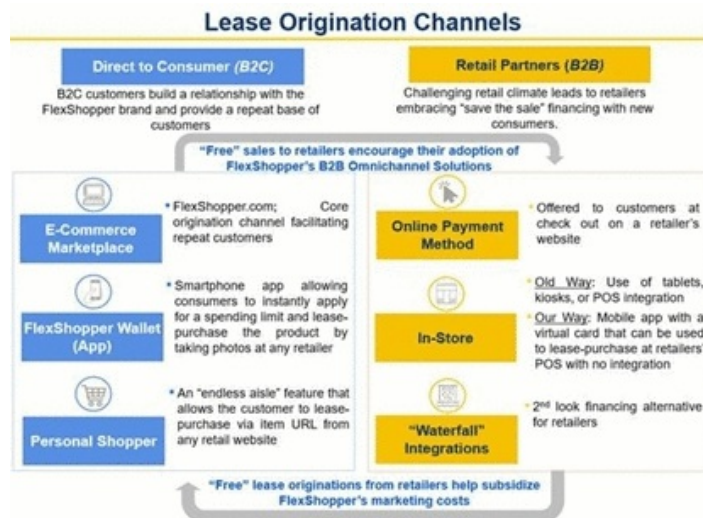 Lease Origination Channels
Direct to Consumer (B2C)
B2C customers build a relationship with the
FlexShopper brand and provide a repeat base of
customers
Retail Partners (B2B)
Challenging retail climate leads to retailers
embracing "save the sale" financing with new
consumers.
"Free" sales to retailers encourage their adoption of
FlexShopper's B2B Omnichannel Solutions
E-Commerce
Marketplace
• FlexShopper.com; Core
origination channel facilitating
repeat customers
FlexShopper Wallet
(App)
• Smartphone app allowing
consumers to instantly apply
for a spending limit and lease-
purchase the product by
taking photos at any retailer
Personal Shopper
• An "endless aisle" feature that
allows the customer to lease-
purchase via item URL from
any retail website
Online Payment
Method
• Offered to customers at
check out on a retailer's
website
In-Store
• Old Way: Use of tablets,
kiosks, or POS integration
• Our Way: Mobile app with a
virtual card that can be used
to lease-purchase at retailers'
POS with no integration
"Waterfall"
Integrations
• 2nd look financing alternative
for retailers
"Free" lease originations from retailers help subsidize
FlexShopper's marketing costs